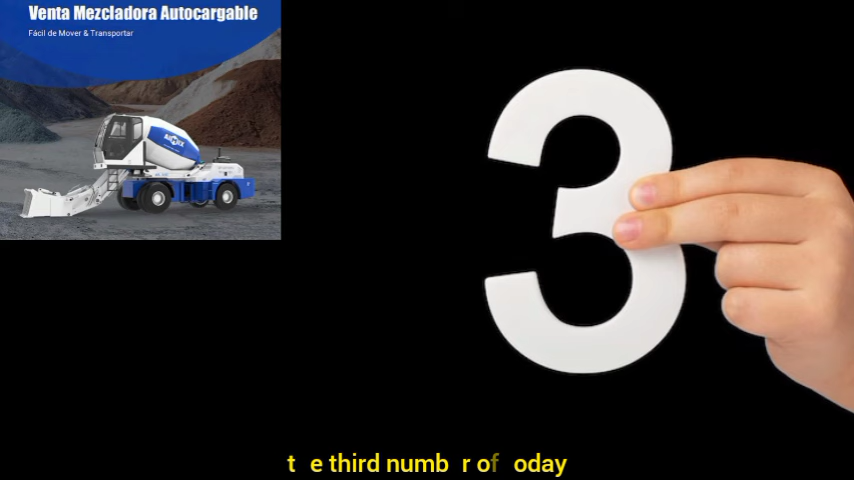 Venta Mezcladora Autocargable
Fácil de Mover & Transportar
3
t e third numb r of oday